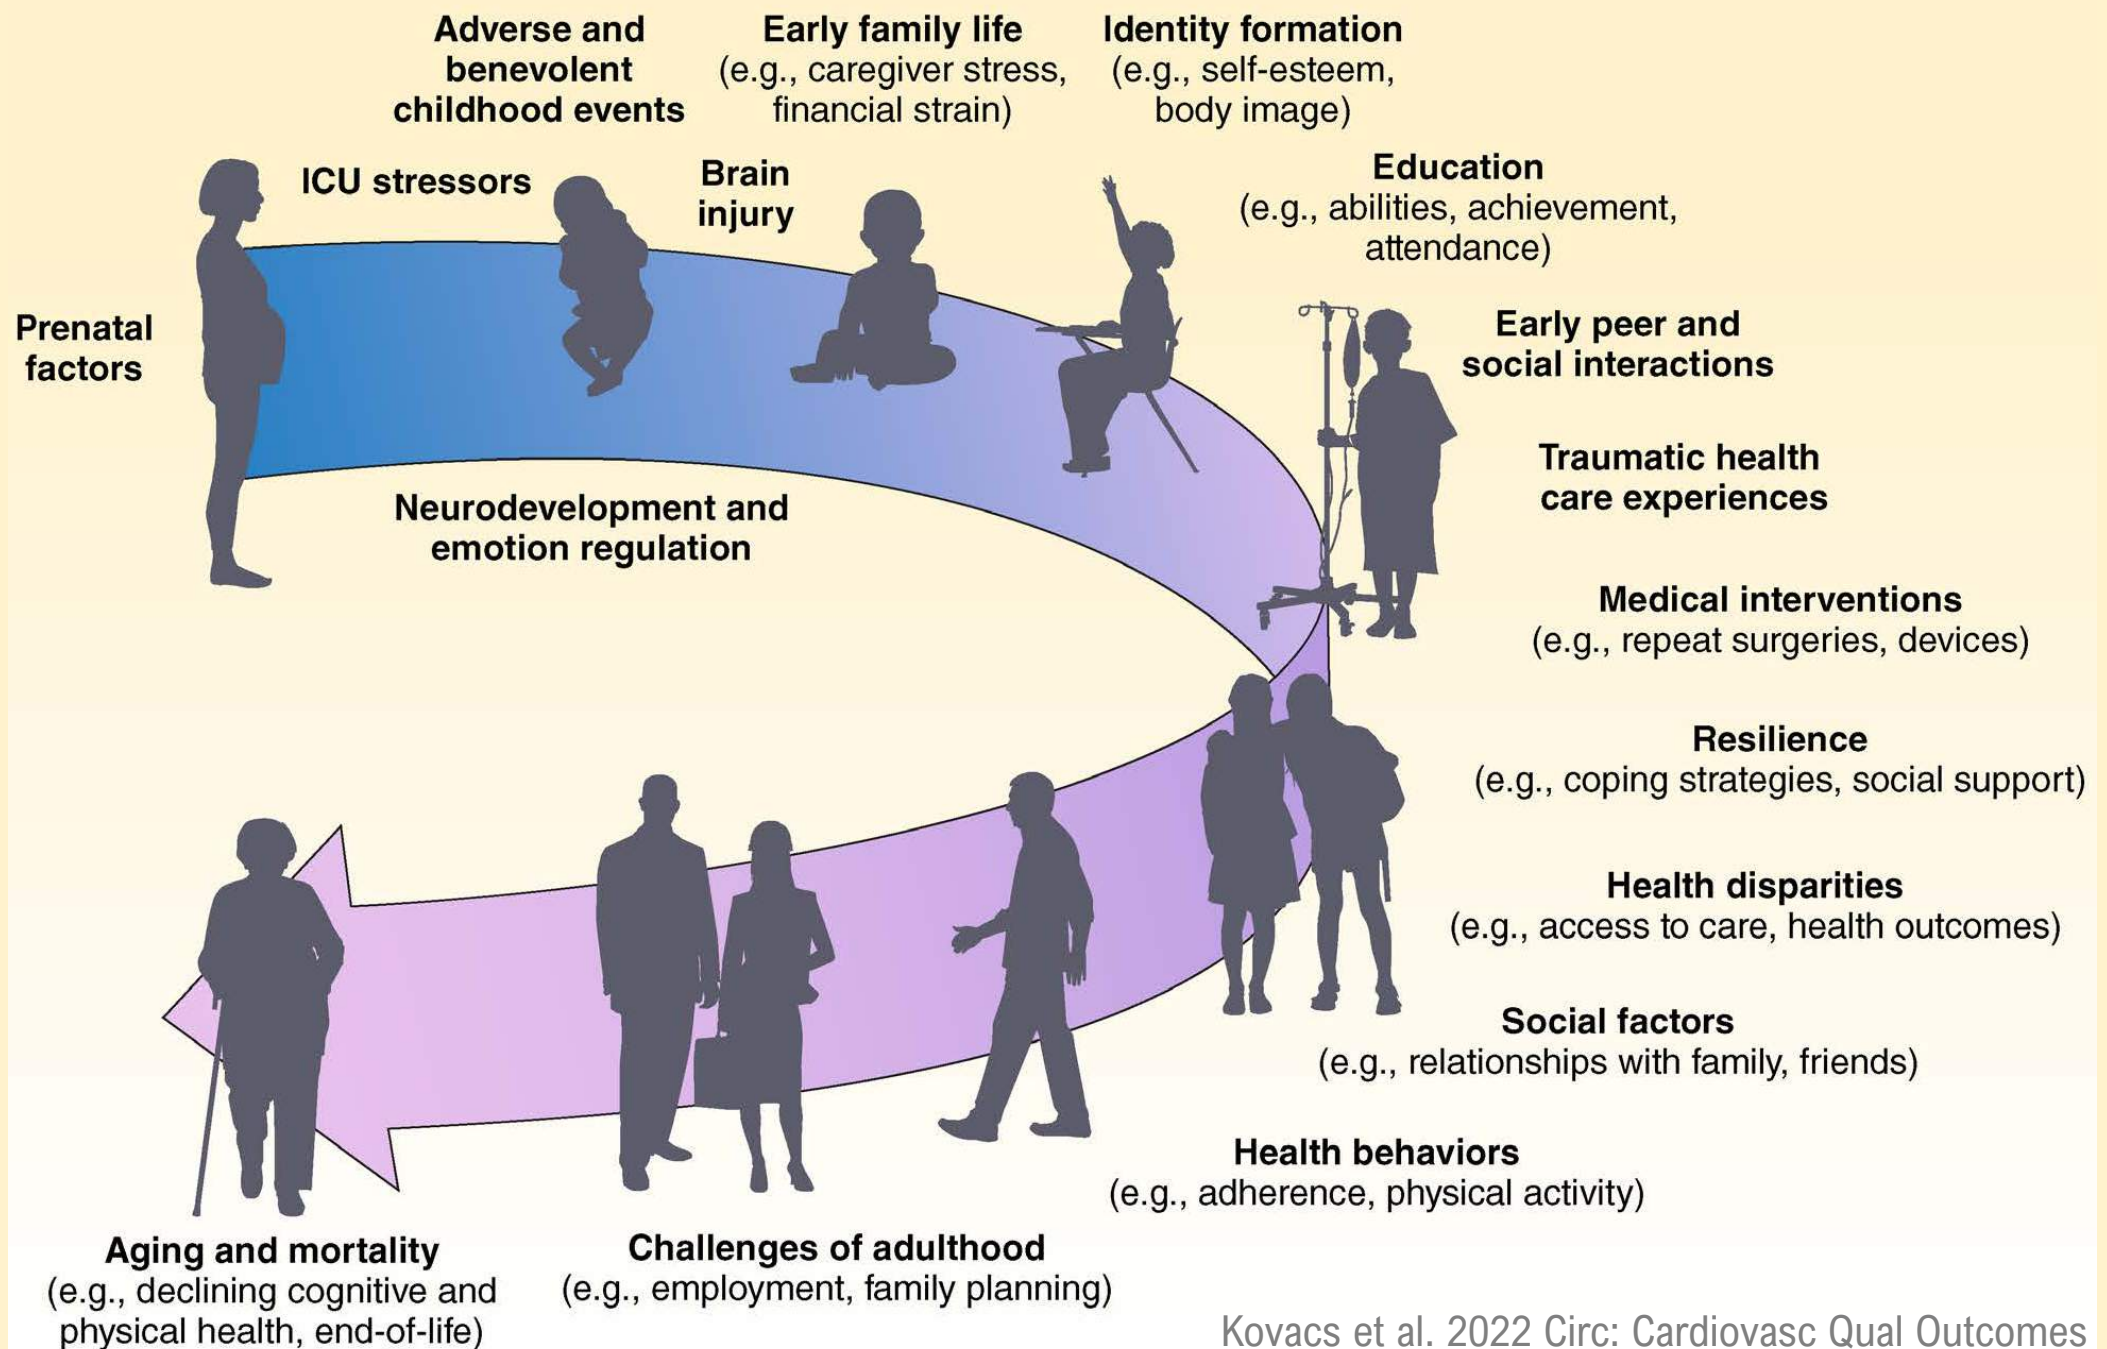 Adverse and
benevolent
childhood events
Early family life
(e.g., caregiver stress,
financial strain)
Identity formation
(e.g., self-esteem,
body image)
ICU stressors
Brain
injury
Education
(e.g., abilities, achievement,
attendance)
Prenatal
factors
Early peer and
social interactions
Traumatic health
care experiences
Neurodevelopment and
emotion regulation
Medical interventions
(e.g., repeat surgeries, devices)
Resilience
(e.g., coping strategies, social support)
Health disparities
(e.g., access to care, health outcomes)
Social factors
(e.g., relationships with family, friends)
Health behaviors
(e.g., adherence, physical activity)
Challenges of adulthood
(e.g., employment, family planning)
Aging and mortality
(e.g., declining cognitive and
physical health, end-of-life)
Kovacs et al. 2022 Circ: Cardiovasc Qual Outcomes